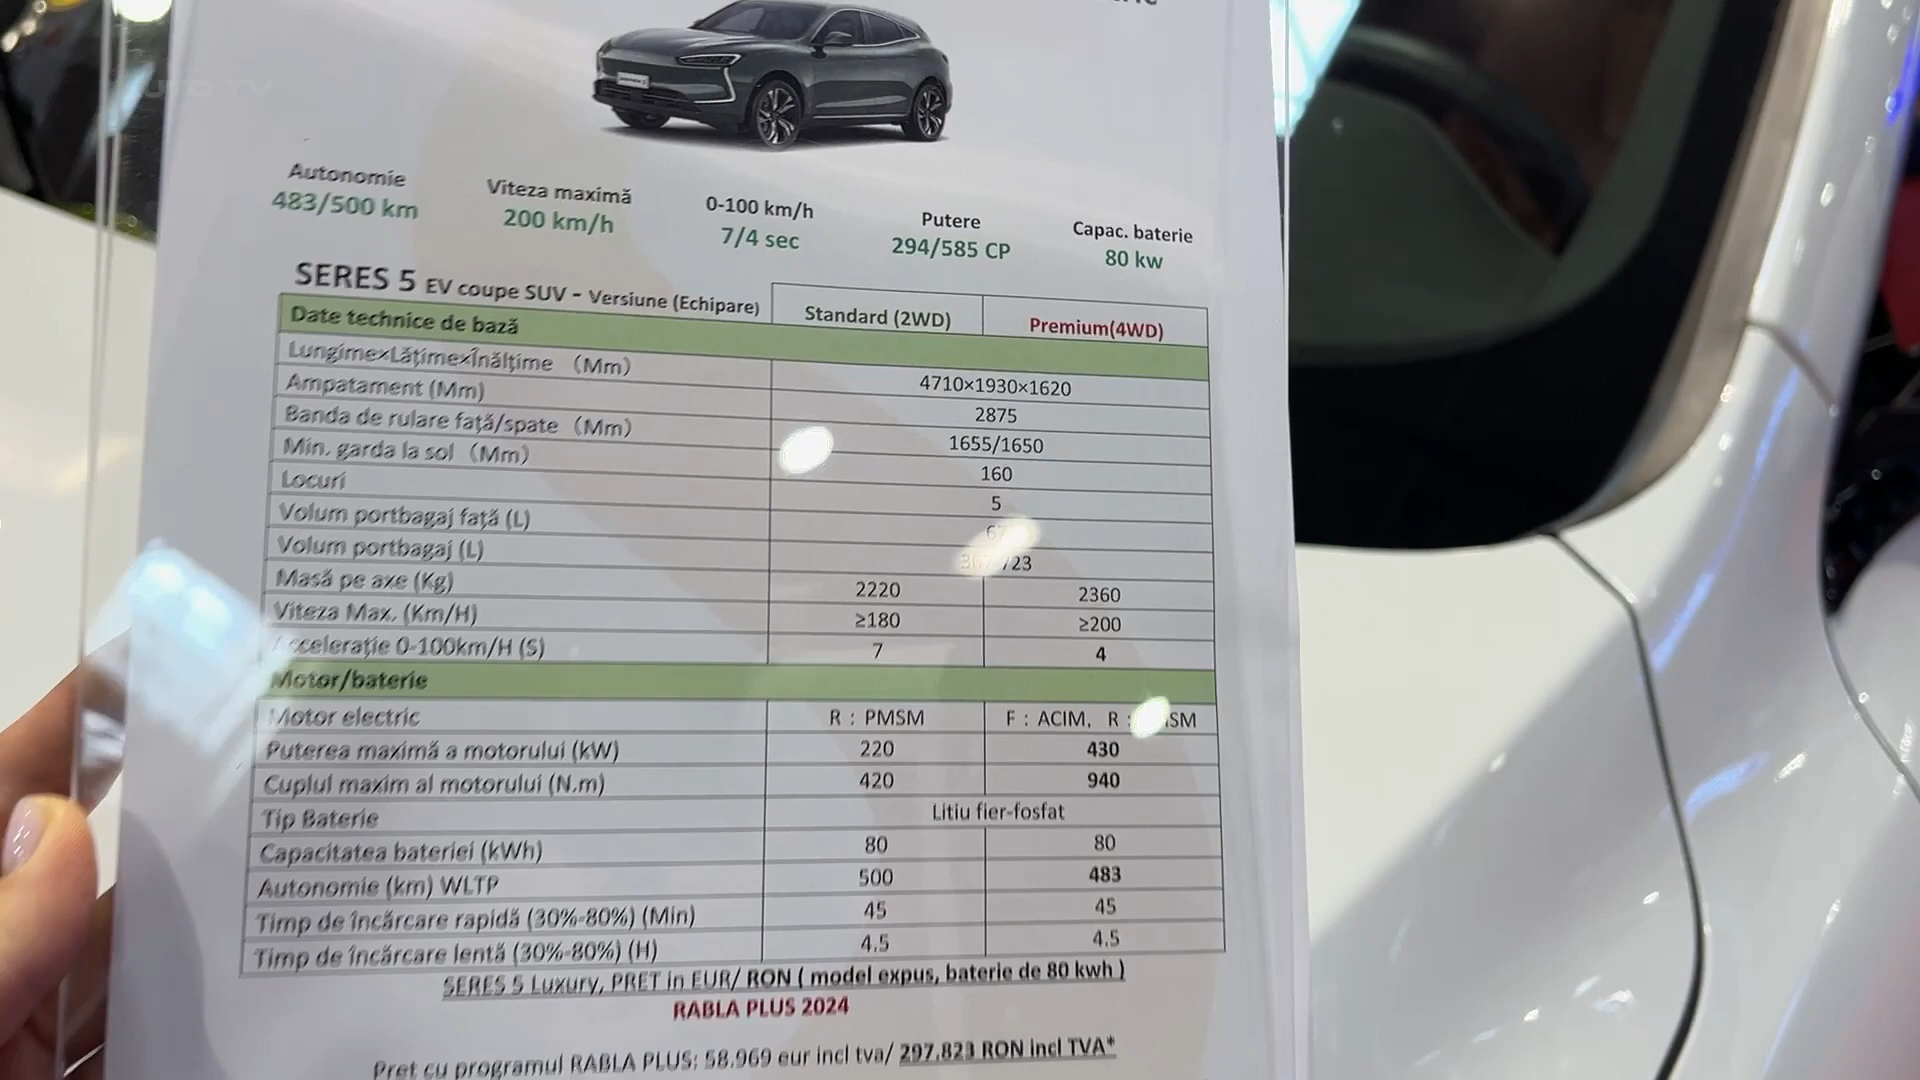 AUTO TV
Autonomie
483/500 km
Viteza maximă
200 km/h
0-100 km/h
7/4 sec
Putere
294/585 CP
Capac. baterie
80 kw
SERES 5 EV coupe SUV - Versiune (Echipare) Standard (2WD) Premium(4WD)
Date technice de bază
Lungime×Lățime×Înălțime (Mm) 4710×1930×1620
Ampatament (Mm) 2875
Banda de rulare față/spate (Mm) 1655/1650
Min. garda la sol (Mm) 160
Locuri 5
Volum portbagaj față (L)
Volum portbagaj (L)
Masă pe axe (Kg) 2220 2360
Viteza Max. (Km/H) ≥180 ≥200
Accelerație 0-100km/H (S) 7 4
Motor/baterie
Motor electric R : PMSM F : ACIM, R :
Puterea maximă a motorului (kW) 220 430
Cuplul maxim al motorului (N.m) 420 940
Tip Baterie Litiu fier-fosfat
Capacitatea bateriei (kWh) 80 80
Autonomie (km) WLTP 500 483
Timp de încărcare rapidă (30%-80%) (Min) 45 45
Timp de încărcare lentă (30%-80%) (H) 4.5 4.5
SERES 5 Luxury, PRET in EUR/ RON ( model expus, baterie de 80 kwh )
RABLA PLUS 2024
Pret cu programul RABLA PLUS: 58.969 eur incl tva/ 297.823 RON incl TVA*